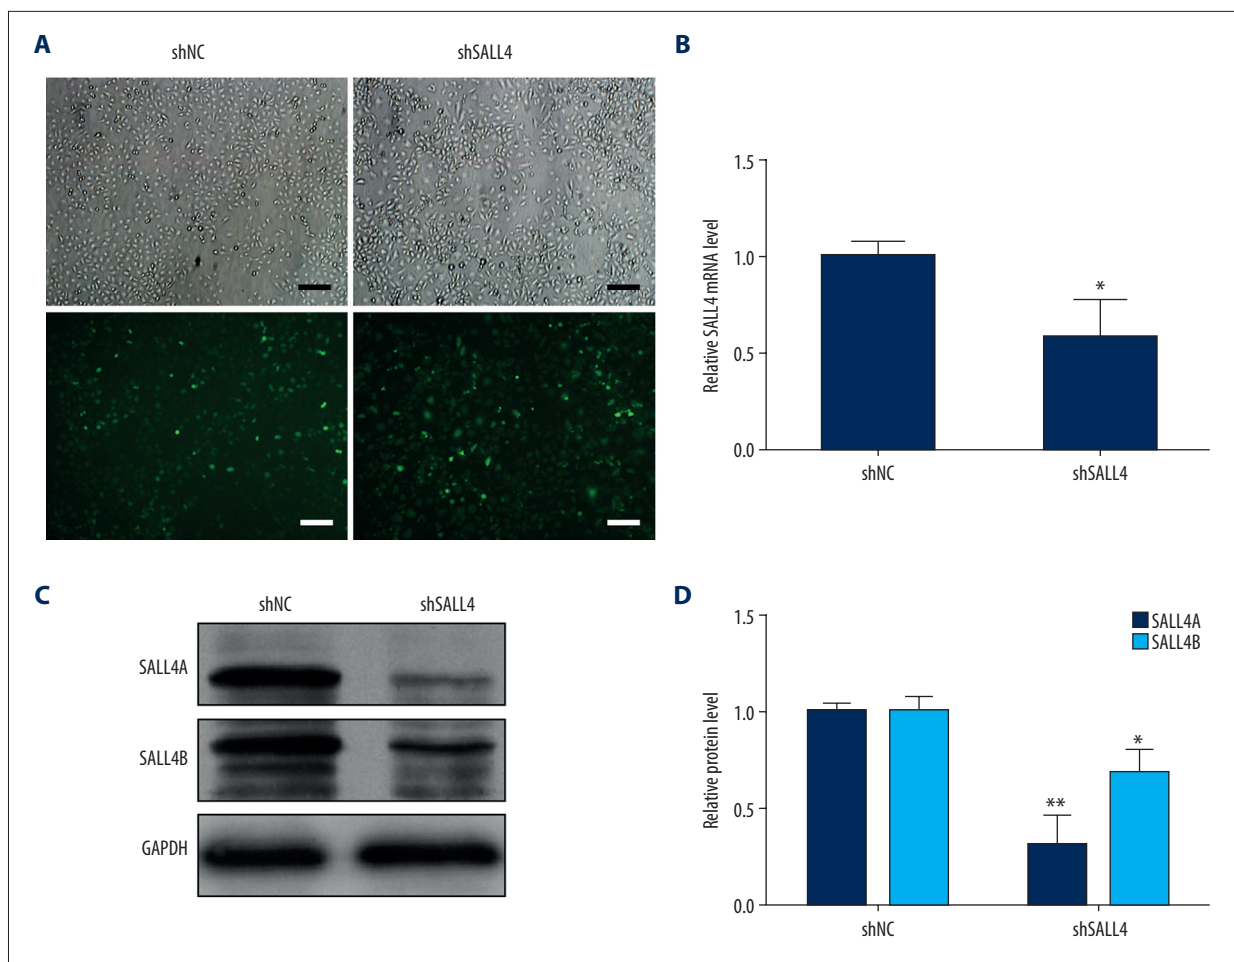 A
shNC
shSALL4
B
Relative SALL4 mRNA level
1.5
1.0
0.5
0.0
*
shNC
shSALL4
C
shNC
shSALL4
SALL4A
SALL4B
GAPDH
D
Relative protein level
1.5
1.0
0.5
0.0
SALL4A
SALL4B
**
*
shNC
shSALL4